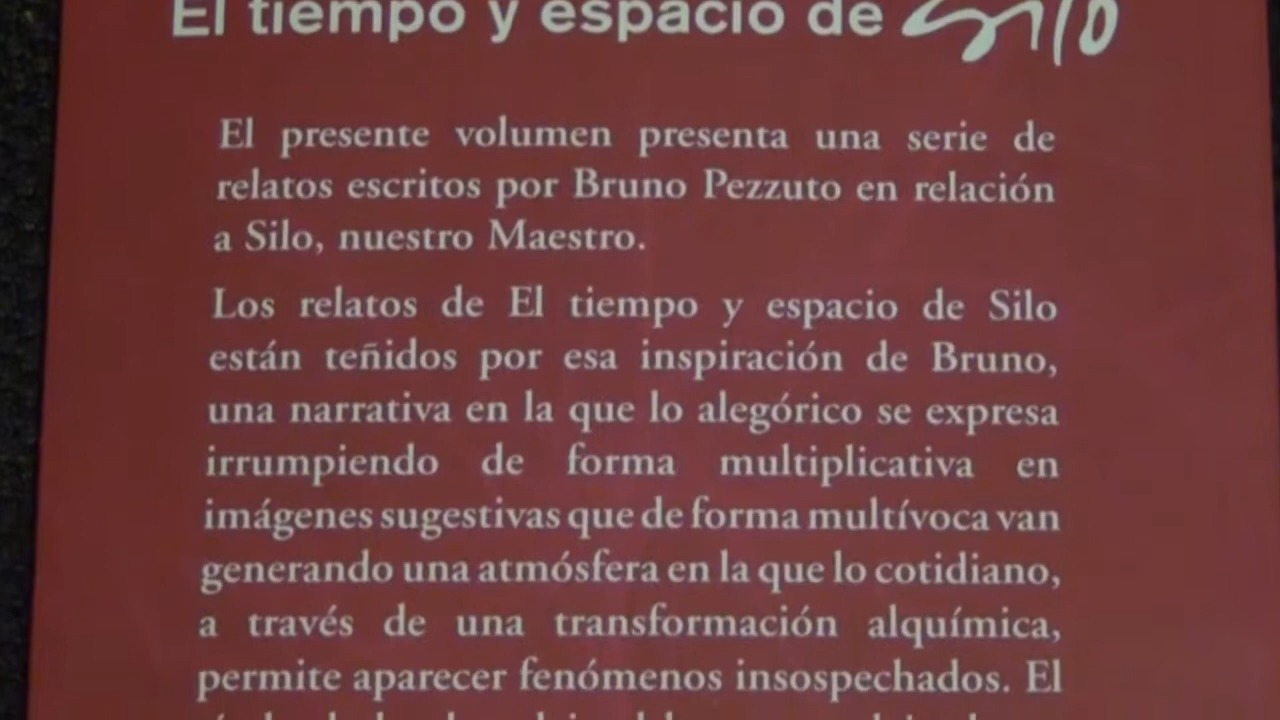 El tiempo y espacio de Silo
El presente volumen presenta una serie de
relatos escritos por Bruno Pezzuto en relación
a Silo, nuestro Maestro.
Los relatos de El tiempo y espacio de Silo
están teñidos por esa inspiración de Bruno,
una narrativa en la que lo alegórico se expresa
irrumpiendo de forma multiplicativa en
imágenes sugestivas que de forma multívoca van
generando una atmósfera en la que lo cotidiano,
a través de una transformación alquímica,
permite aparecer fenómenos insospechados. El